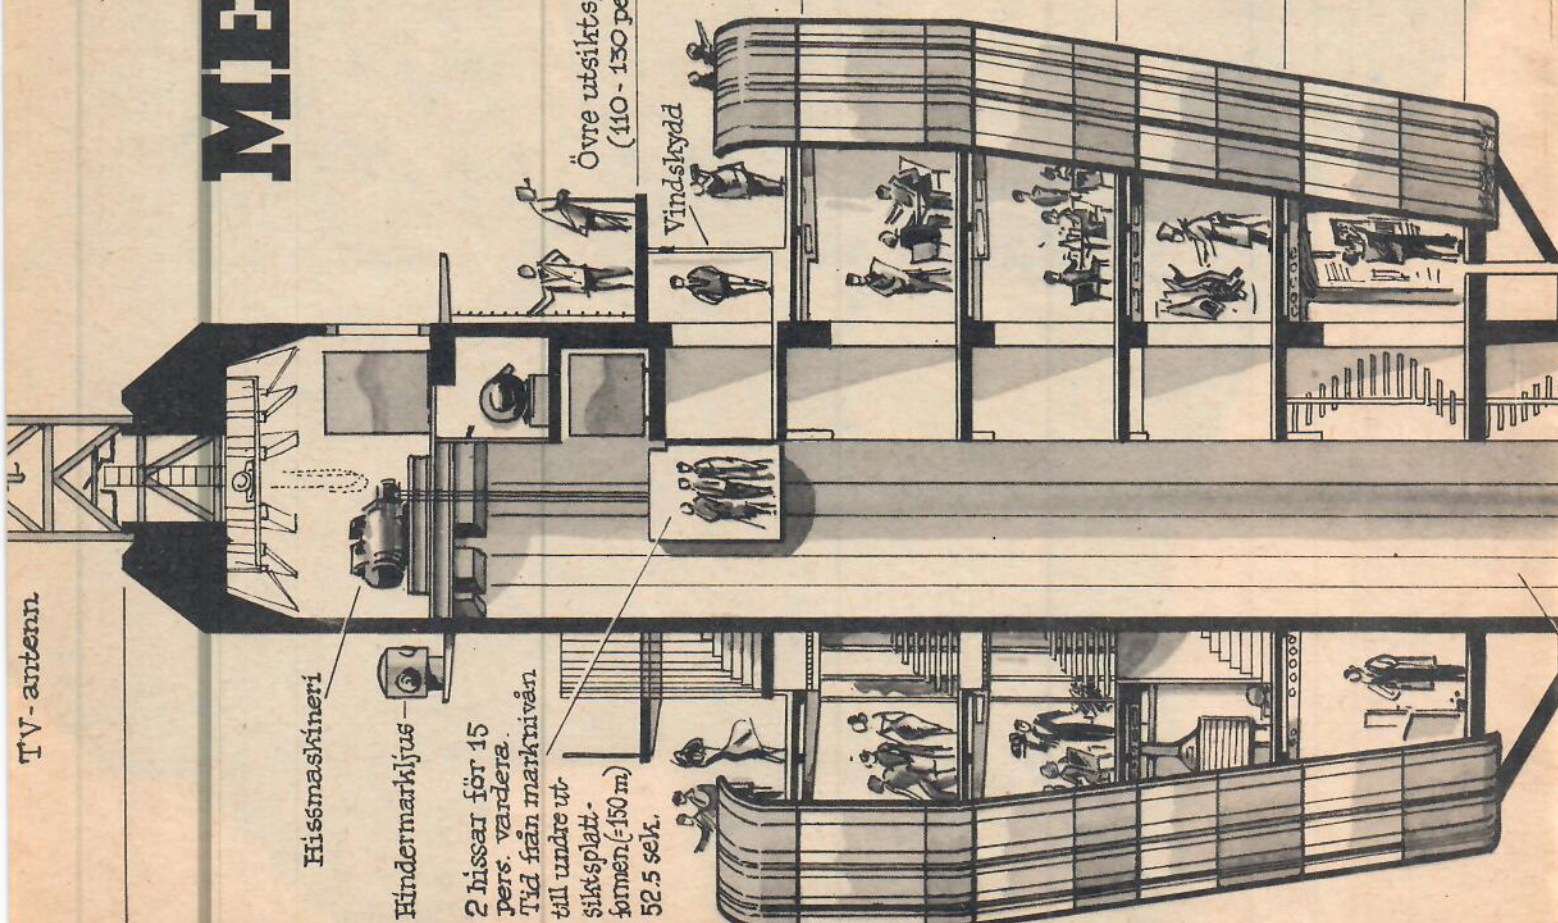 TV-antenn
Hissmaskineri
Hindermarkljus
2 hissar för 15
pers. vardera.
Tid från marknivån
till undre ut-
siktsplatt-
formen (=150 m)
52.5 sek.
ME
Övre utsikts
(110 - 130 pe
Vindskydd